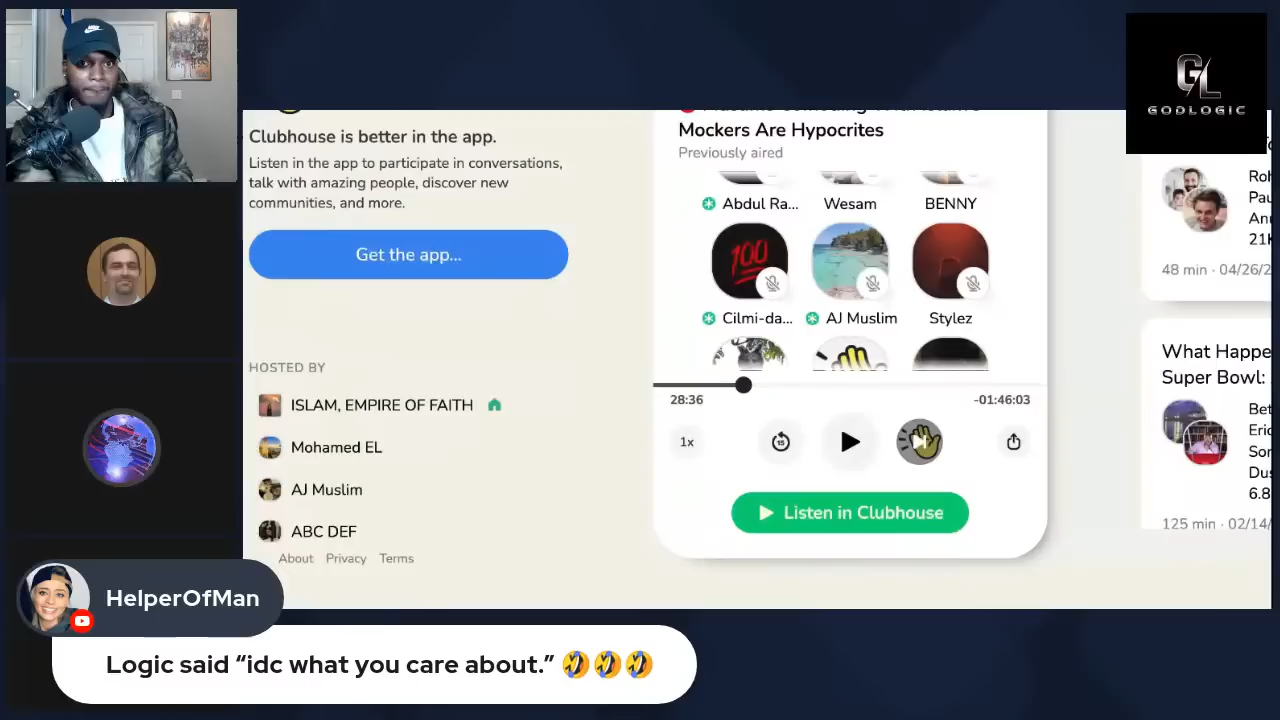 GL
GODLOGIC
Clubhouse is better in the app.
Listen in the app to participate in conversations,
talk with amazing people, discover new
communities, and more.
Get the app...
HOSTED BY
ISLAM, EMPIRE OF FAITH
Mohamed EL
AJ Muslim
ABC DEF
About Privacy Terms
Mockers Are Hypocrites
Previously aired
Abdul Ra... Wesam BENNY
100
Cilmi-da... AJ Muslim Stylez
28:36 -01:46:03
1x 15
Listen in Clubhouse
48 min · 04/26/2
What Happe
Super Bowl:
125 min · 02/14/
HelperOfMan
Logic said “idc what you care about.” 🤣🤣🤣